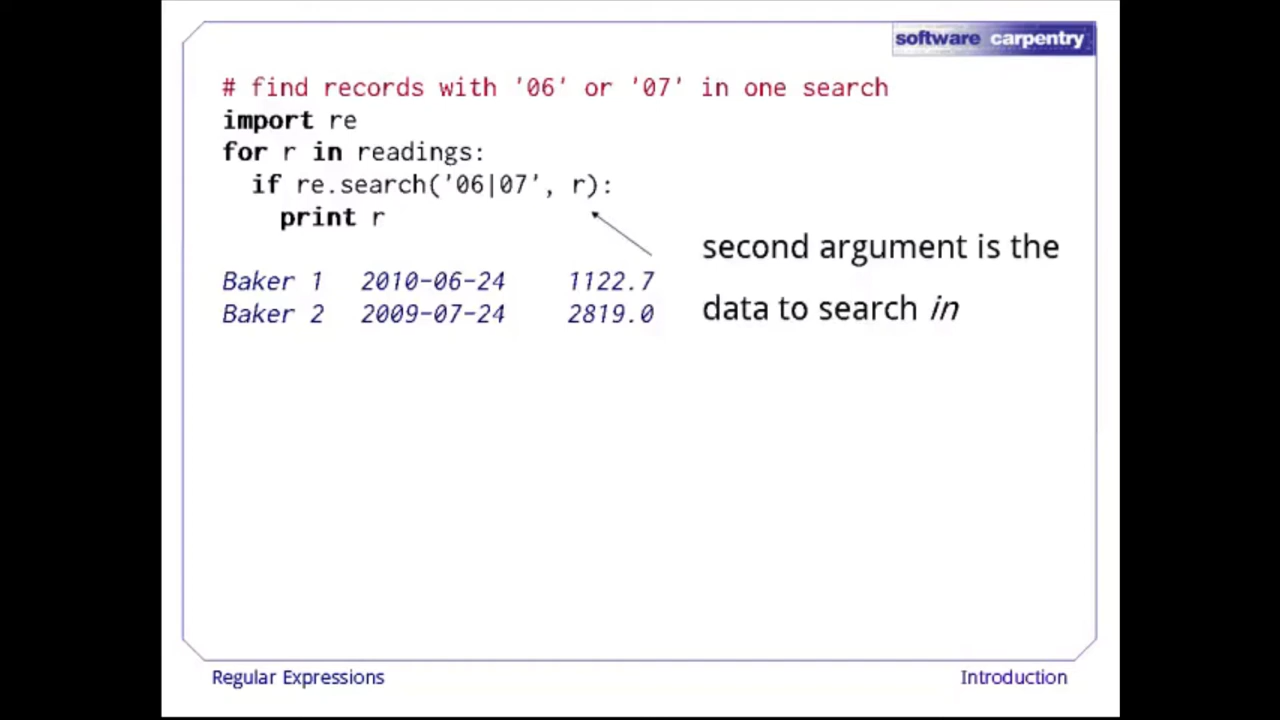 software carpentry
# find records with '06' or '07' in one search
import re
for r in readings:
if re.search('06|07', r):
print r
second argument is the
data to search in
Baker 1 2010-06-24 1122.7
Baker 2 2009-07-24 2819.0
Regular Expressions
Introduction